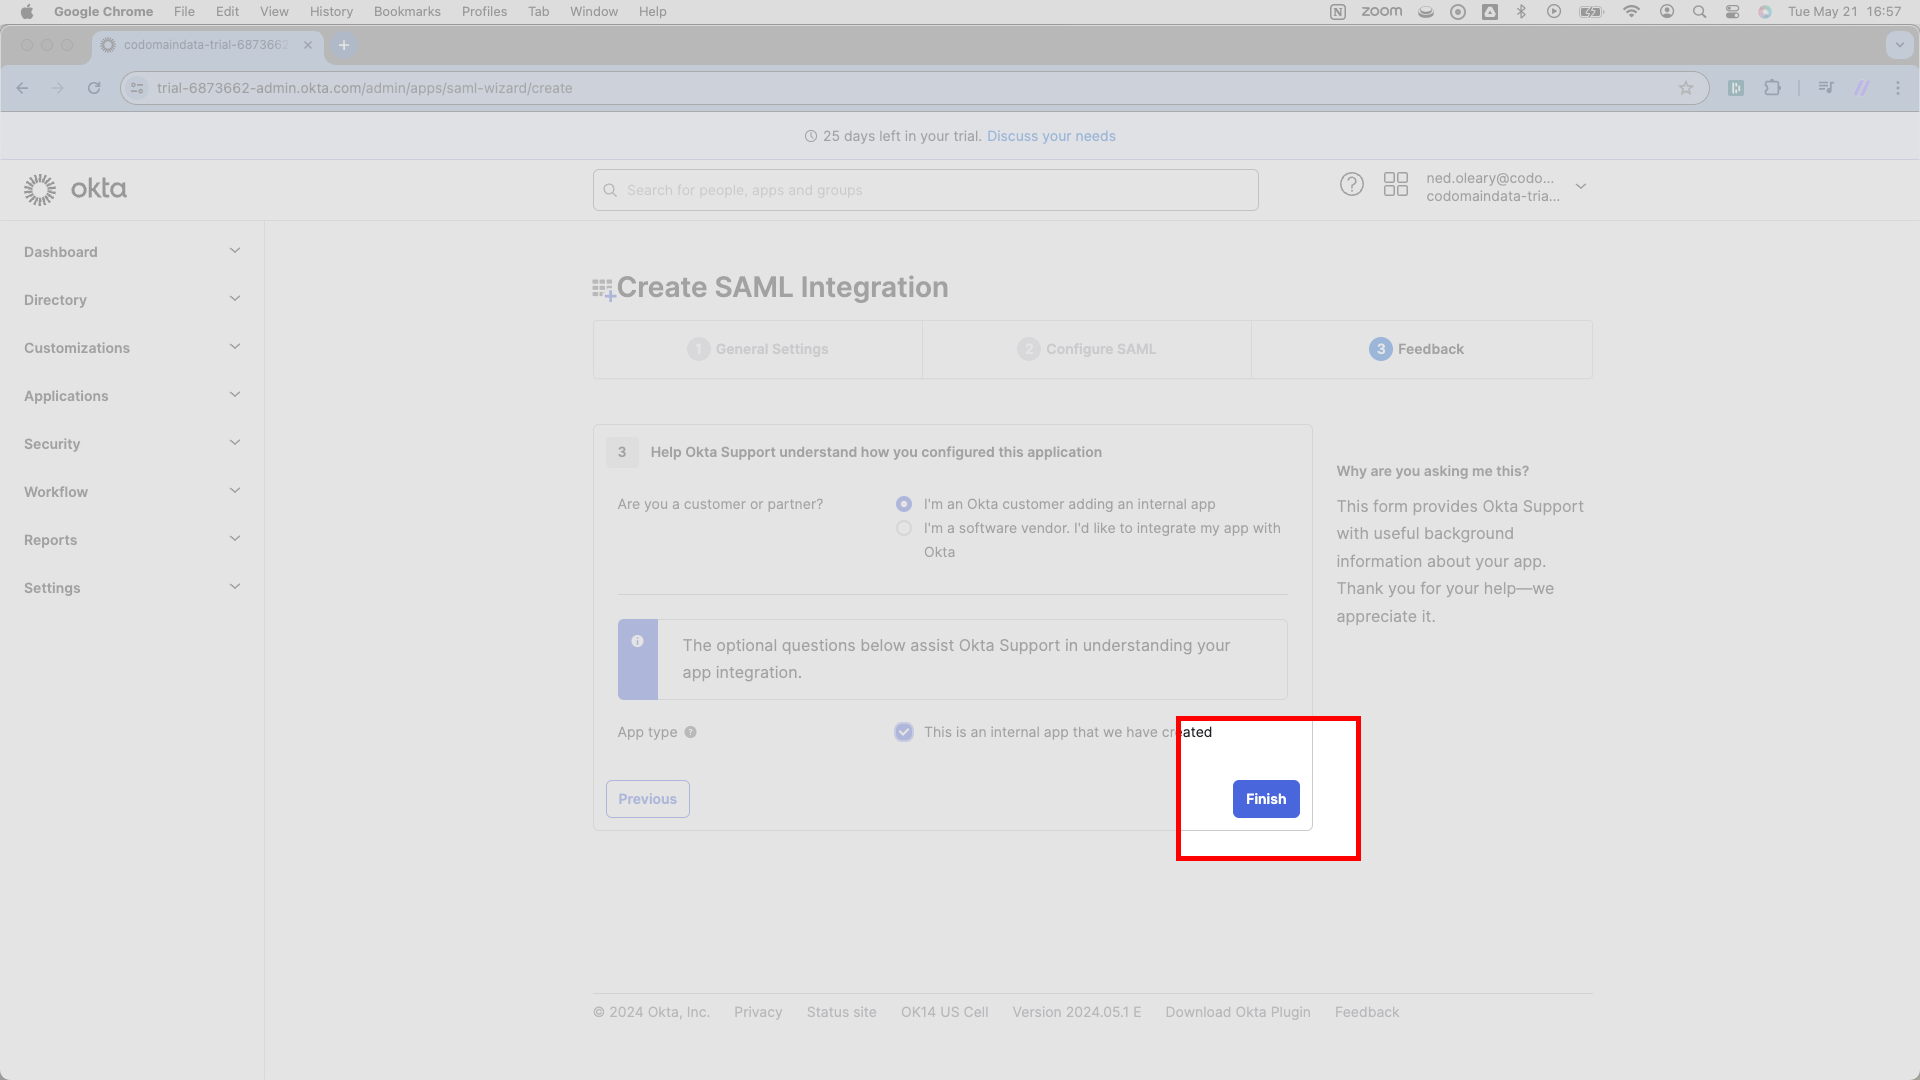 Google Chrome File Edit View History Bookmarks Profiles Tab Window Help zoom Tue May 21 16:57
codomaindata-trial-6873662
trial-6873662-admin.okta.com/admin/apps/saml-wizard/create
25 days left in your trial. Discuss your needs
okta
Search for people, apps and groups
ned.oleary@codo...
codomaindata-tria...
Dashboard
Directory
Customizations
Applications
Security
Workflow
Reports
Settings
Create SAML Integration
1 General Settings
2 Configure SAML
3 Feedback
3 Help Okta Support understand how you configured this application
Are you a customer or partner?
I'm an Okta customer adding an internal app
I'm a software vendor. I'd like to integrate my app with
Okta
The optional questions below assist Okta Support in understanding your
app integration.
App type
This is an internal app that we have created
Previous
Finish
Why are you asking me this?
This form provides Okta Support
with useful background
information about your app.
Thank you for your help—we
appreciate it.
© 2024 Okta, Inc. Privacy Status site OK14 US Cell Version 2024.05.1 E Download Okta Plugin Feedback